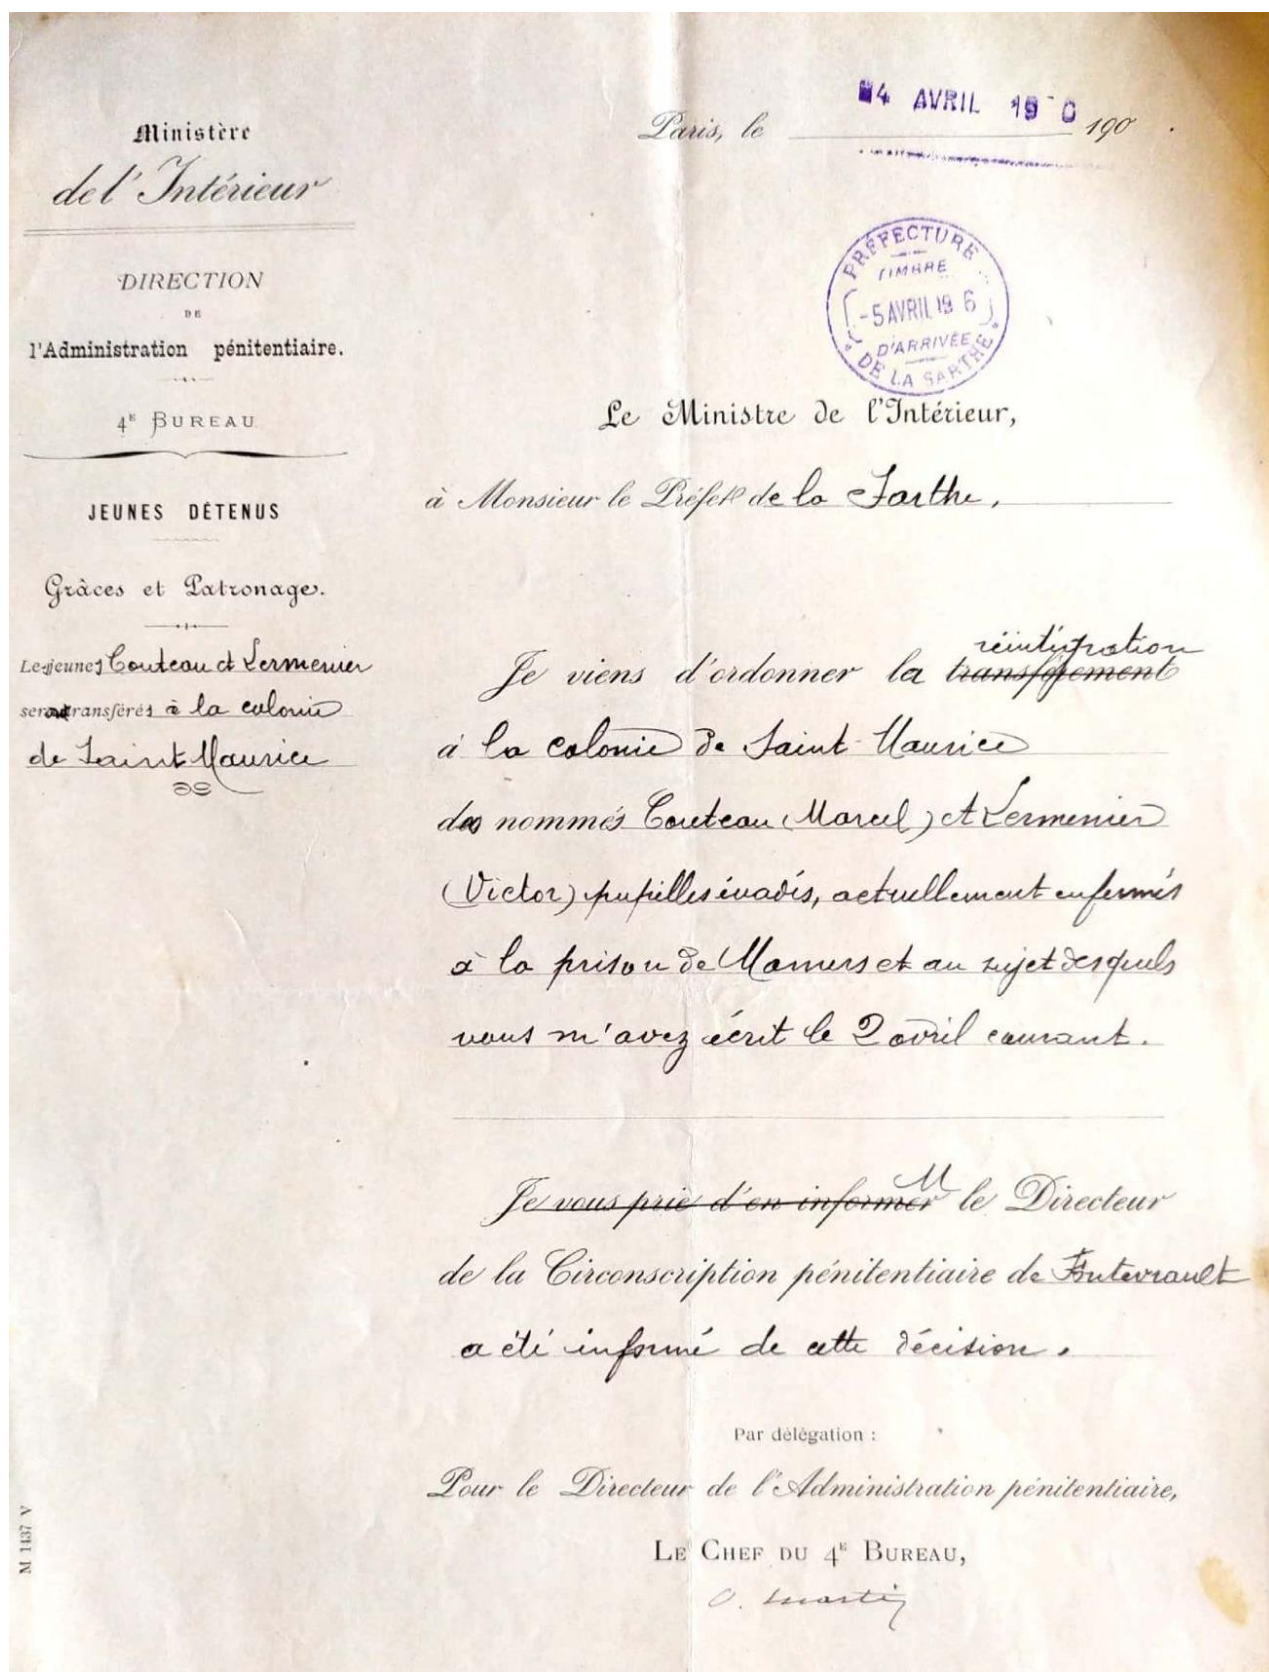 Ministère
de l'Intérieur
DIRECTION
DE
l'Administration pénitentiaire.
4E BUREAU
JEUNES DÉTENUS
Grâces et Patronage.
Les jeunes Couteau et Lermenier
seront transférés à la colonie
de Saint Maurice
4 AVRIL 19 0
Paris, le 190
PRÉFECTURE
TIMBRE
-5 AVRIL 19 6
D'ARRIVÉE
DE LA SARTHE
Le Ministre de l'Intérieur,
à Monsieur le Préfet de la Sarthe,
réintégration
Je viens d'ordonner la transfèrement
à la colonie de Saint-Maurice
des nommés Couteau (Marcel) et Lermenier
(Victor) pupilles évadés, actuellement enfermés
à la prison de Mamers et au sujet desquels
vous m'avez écrit le 2 avril courant.
M
Je vous prie d'en informer le Directeur
de la Circonscription pénitentiaire de Fontevrault
a été informé de cette décision.
Par délégation :
Pour le Directeur de l'Administration pénitentiaire,
LE CHEF DU 4E BUREAU,
M 1437 V